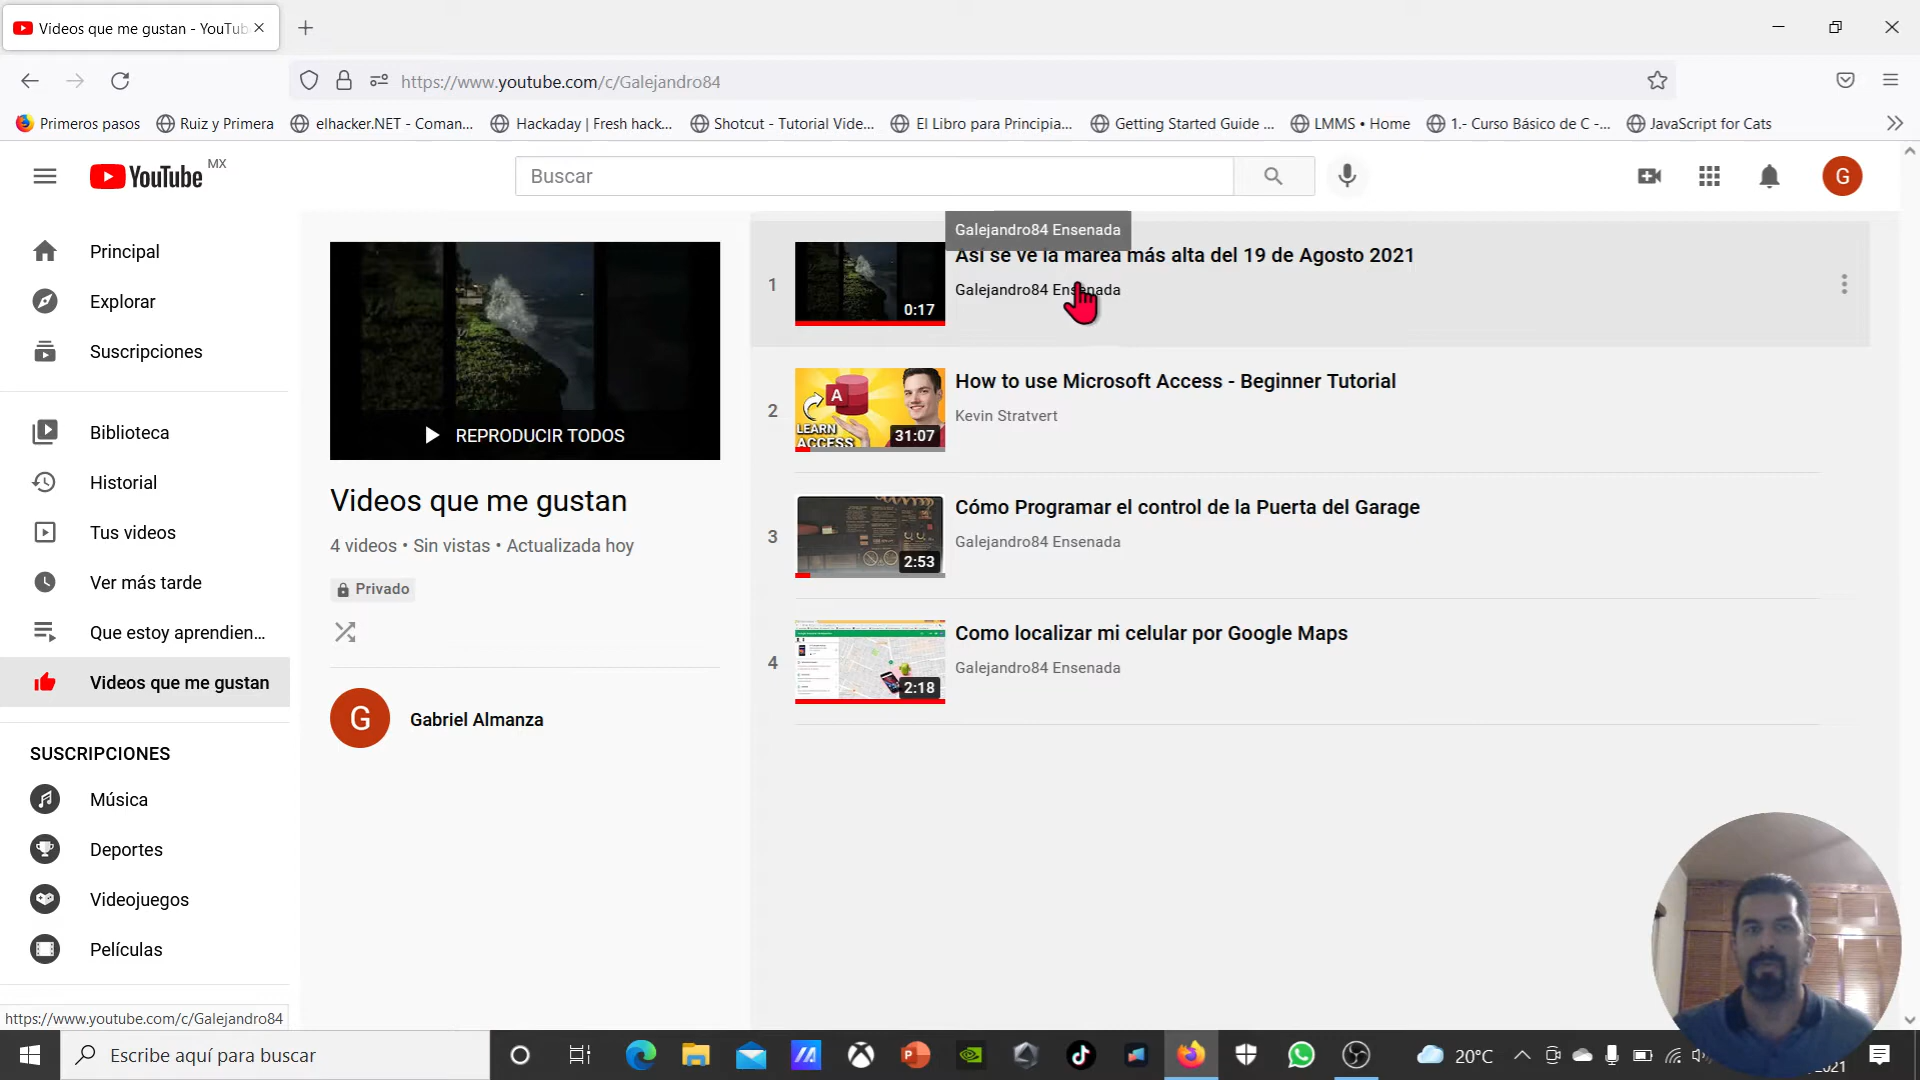 Videos que me gustan - YouTub
https://www.youtube.com/c/Galejandro84
Primeros pasos
Ruiz y Primera
elhacker.NET - Coman...
Hackaday | Fresh hack...
Shotcut - Tutorial Vide...
El Libro para Principia...
Getting Started Guide ...
LMMS • Home
1.- Curso Básico de C -...
JavaScript for Cats
YouTube MX
Buscar
G
Principal
Explorar
Suscripciones
Biblioteca
Historial
Tus videos
Ver más tarde
Que estoy aprendien...
Videos que me gustan
SUSCRIPCIONES
Música
Deportes
Videojuegos
Películas
https://www.youtube.com/c/Galejandro84
REPRODUCIR TODOS
Videos que me gustan
4 videos • Sin vistas • Actualizada hoy
Privado
G
Gabriel Almanza
Galejandro84 Ensenada
1
0:17
Así se ve la marea más alta del 19 de Agosto 2021
Galejandro84 Ensenada
2
A
LEARN
ACCESS
31:07
How to use Microsoft Access - Beginner Tutorial
Kevin Stratvert
3
2:53
Cómo Programar el control de la Puerta del Garage
Galejandro84 Ensenada
4
2:18
Como localizar mi celular por Google Maps
Galejandro84 Ensenada
Escribe aquí para buscar
20°C
2021